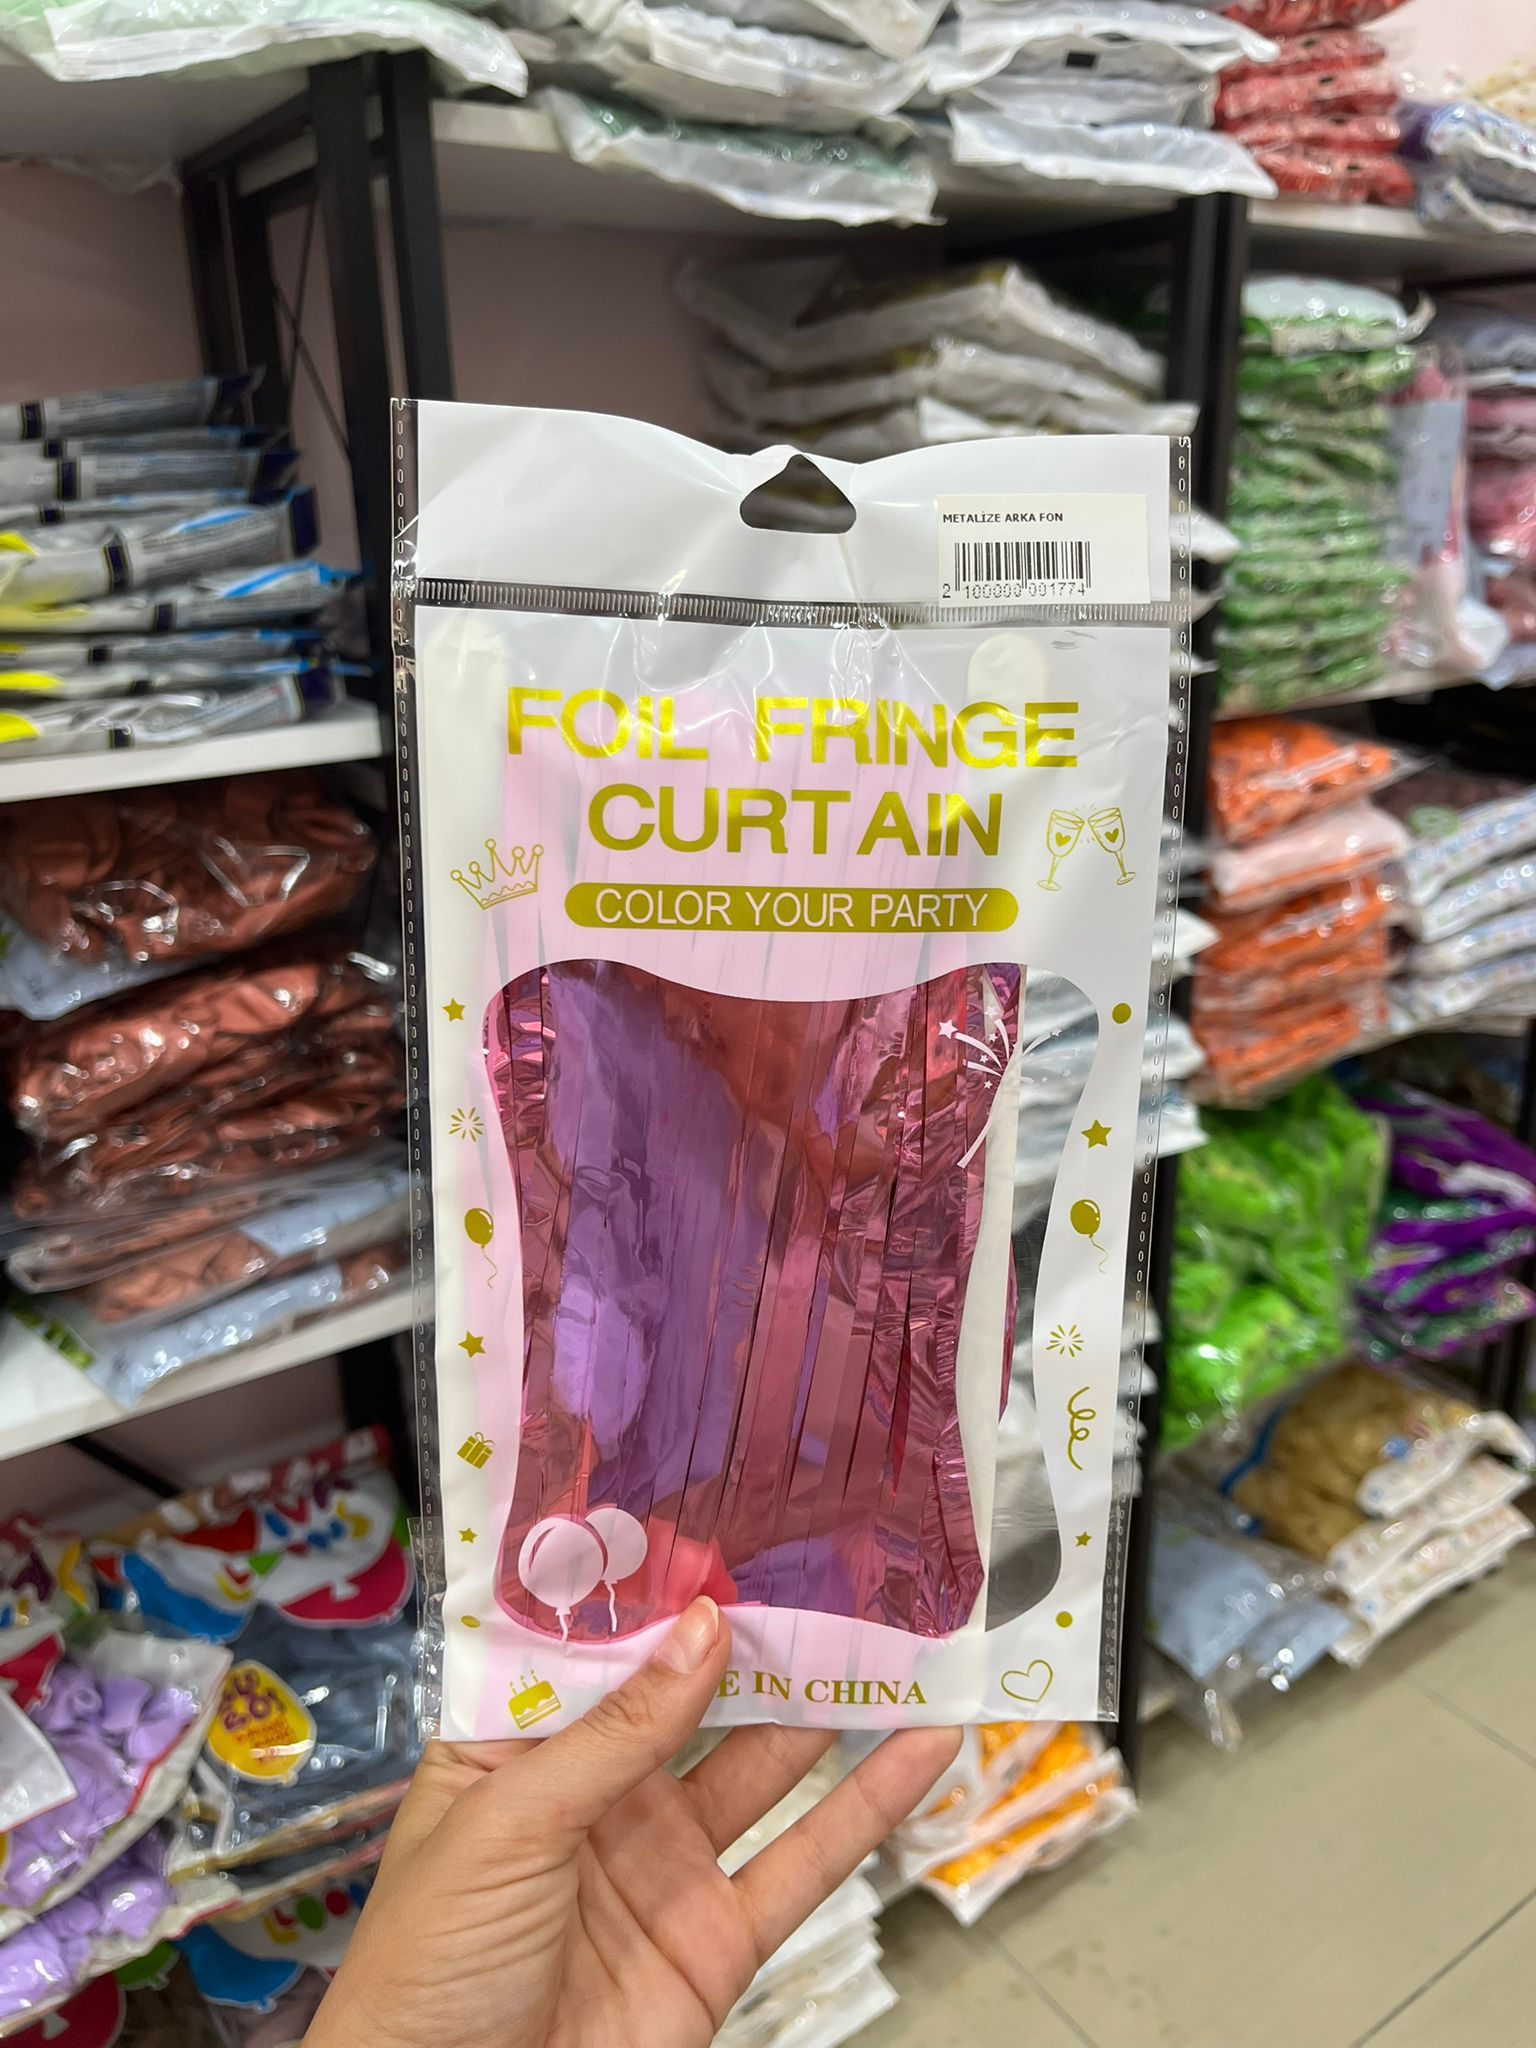 METALİZE ARKA FON
2 100000 001774
FOIL FRINGE
CURTAIN
COLOR YOUR PARTY
E IN CHINA